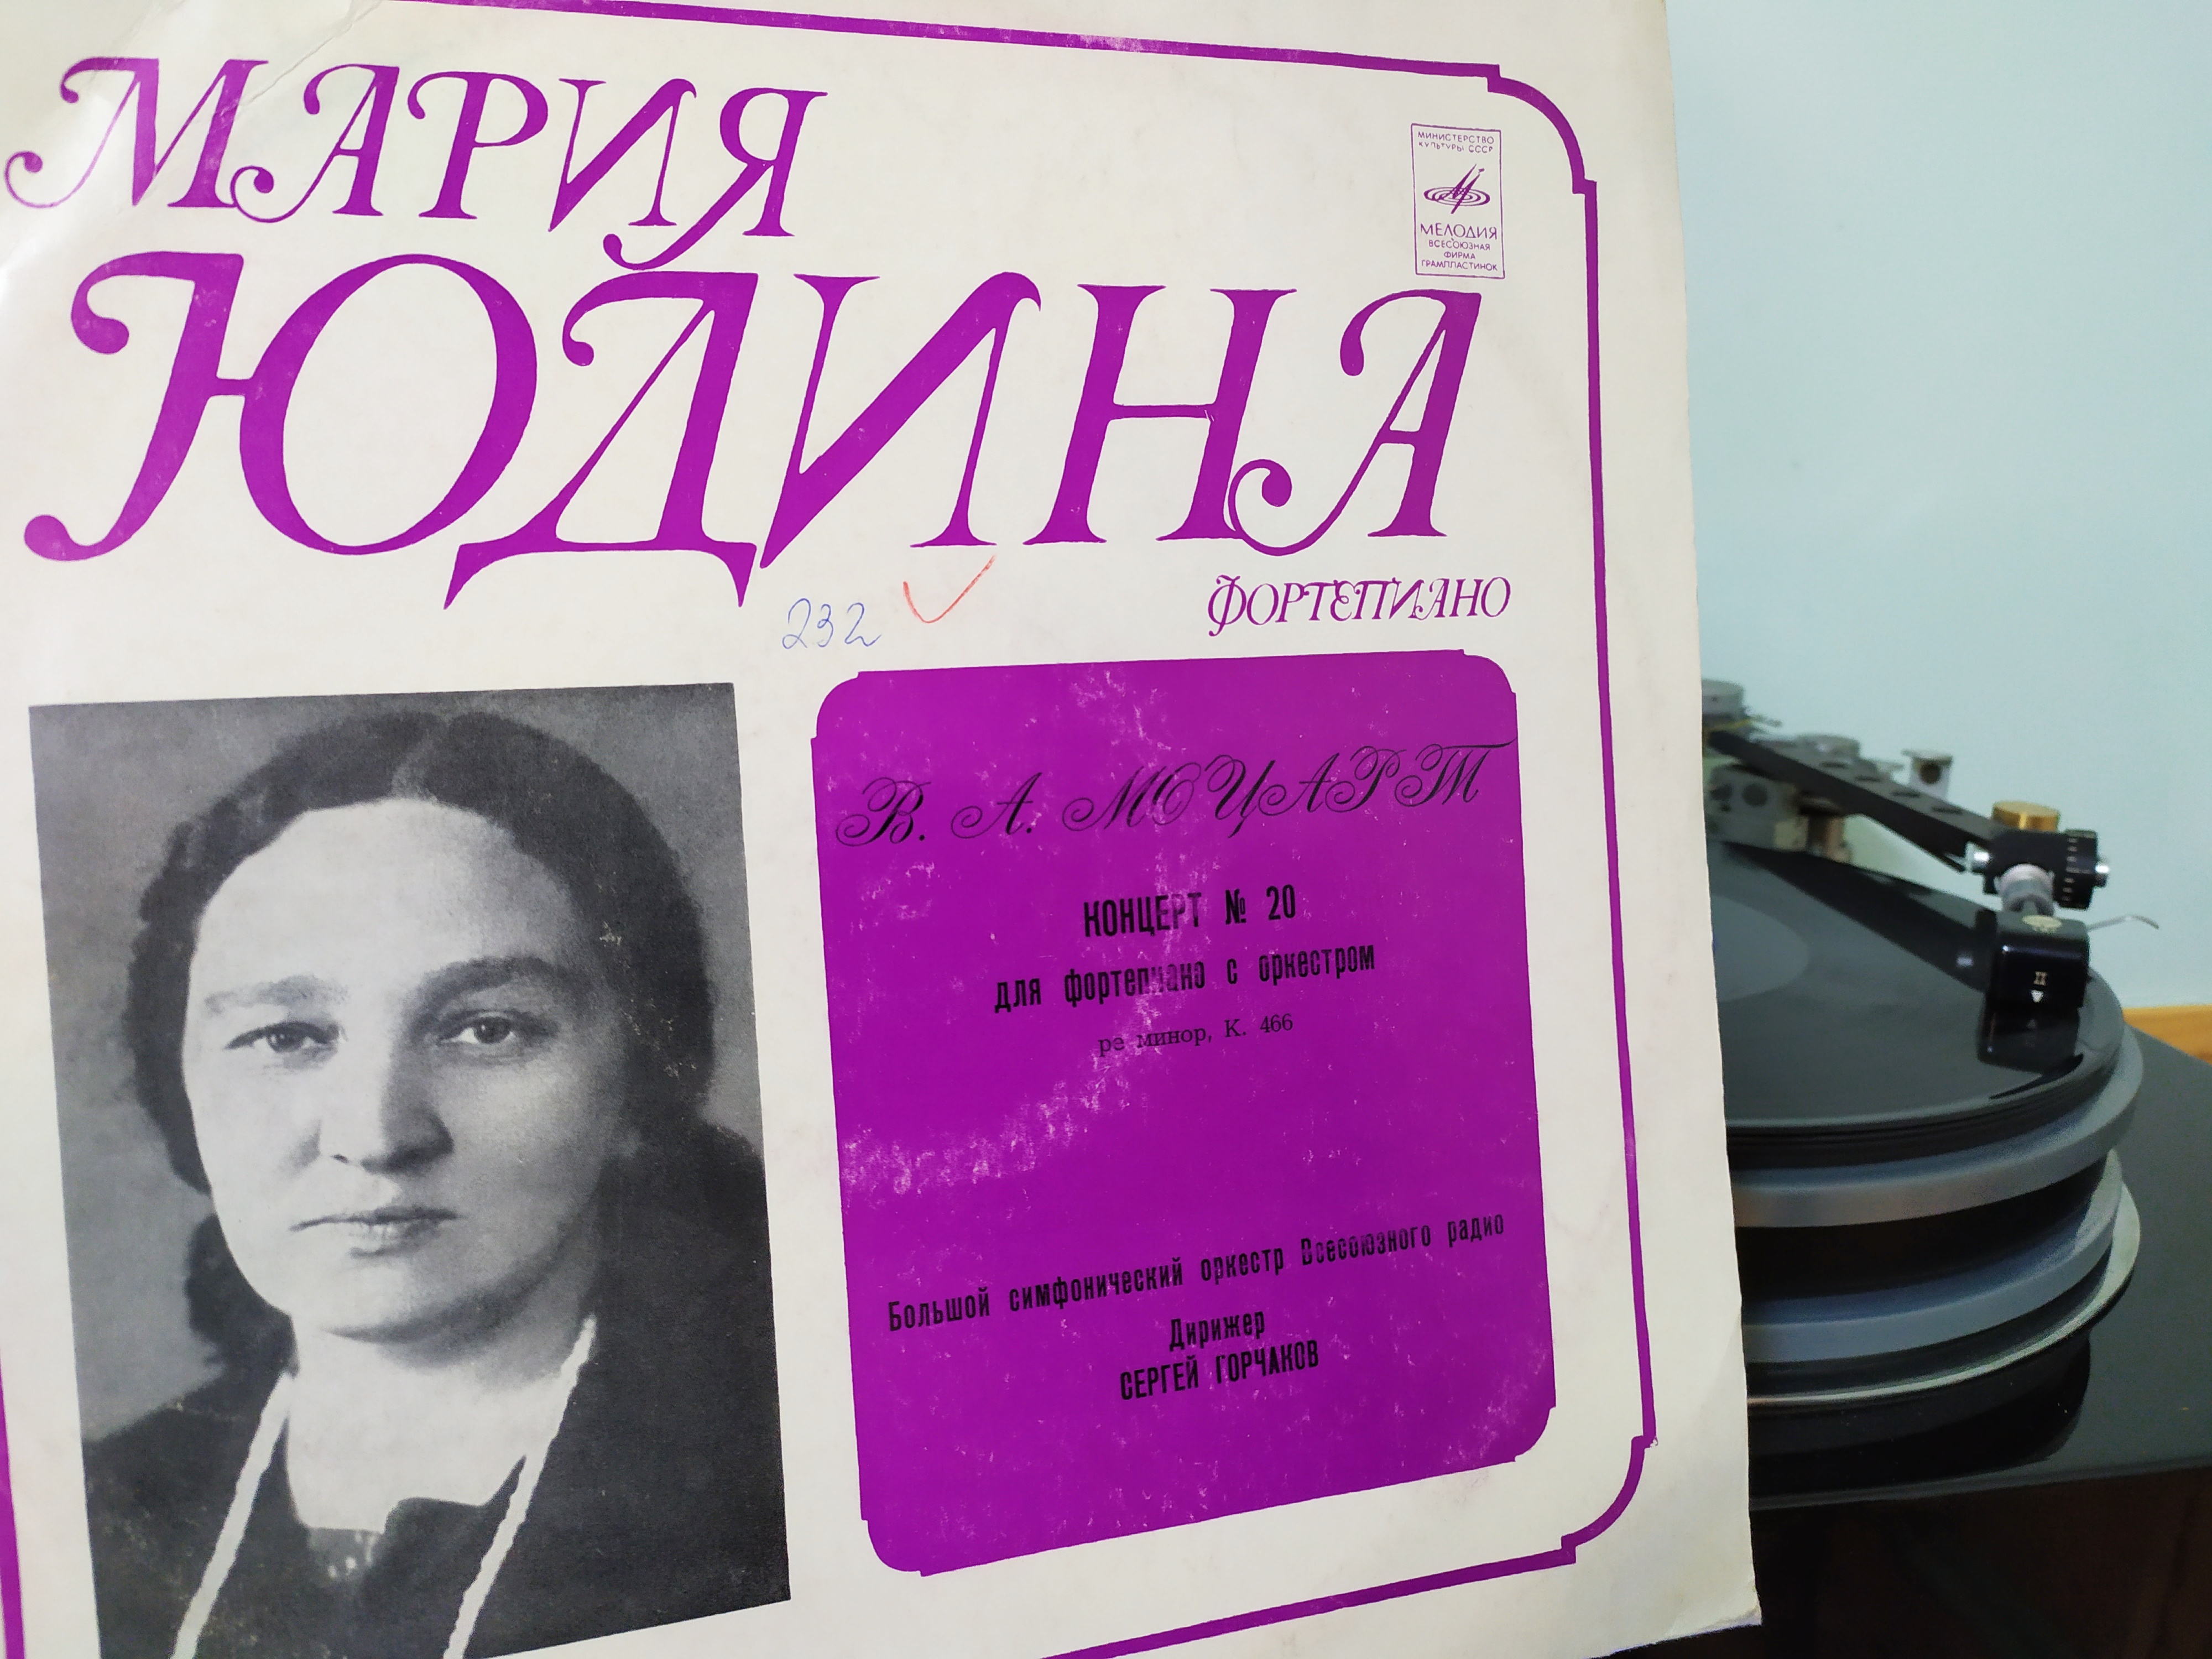 МАРИЯ
ЮДИНА
ФОРТЕПИАНО
МИНИСТЕРСТВО
КУЛЬТУРЫ СССР
МЕЛОДИЯ
ВСЕСОЮЗНАЯ
ФИРМА
ГРАМПЛАСТИНОК
232
В. А. МОЦАРТ
КОНЦЕРТ № 20
для фортепиано с оркестром
ре минор, К. 466
Большой симфонический оркестр Всесоюзного радио
Дирижер
СЕРГЕЙ ГОРЧАКОВ
II